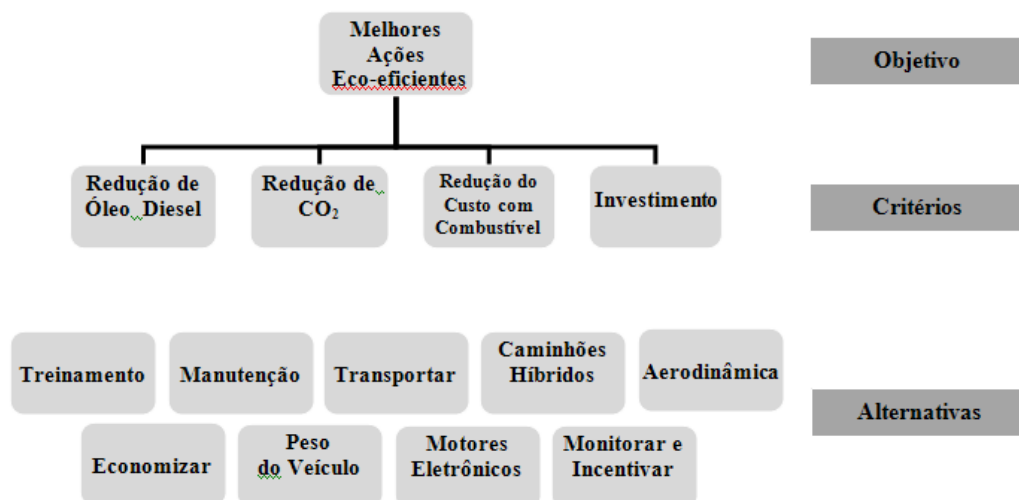 Melhores
Ações
Eco-eficientes
Objetivo
Redução de
Óleo Diesel
Redução de
CO₂
Redução do
Custo com
Combustível
Investimento
Critérios
Treinamento
Manutenção
Transportar
Caminhões
Híbridos
Aerodinâmica
Alternativas
Economizar
Peso
do Veículo
Motores
Eletrônicos
Monitorar e
Incentivar